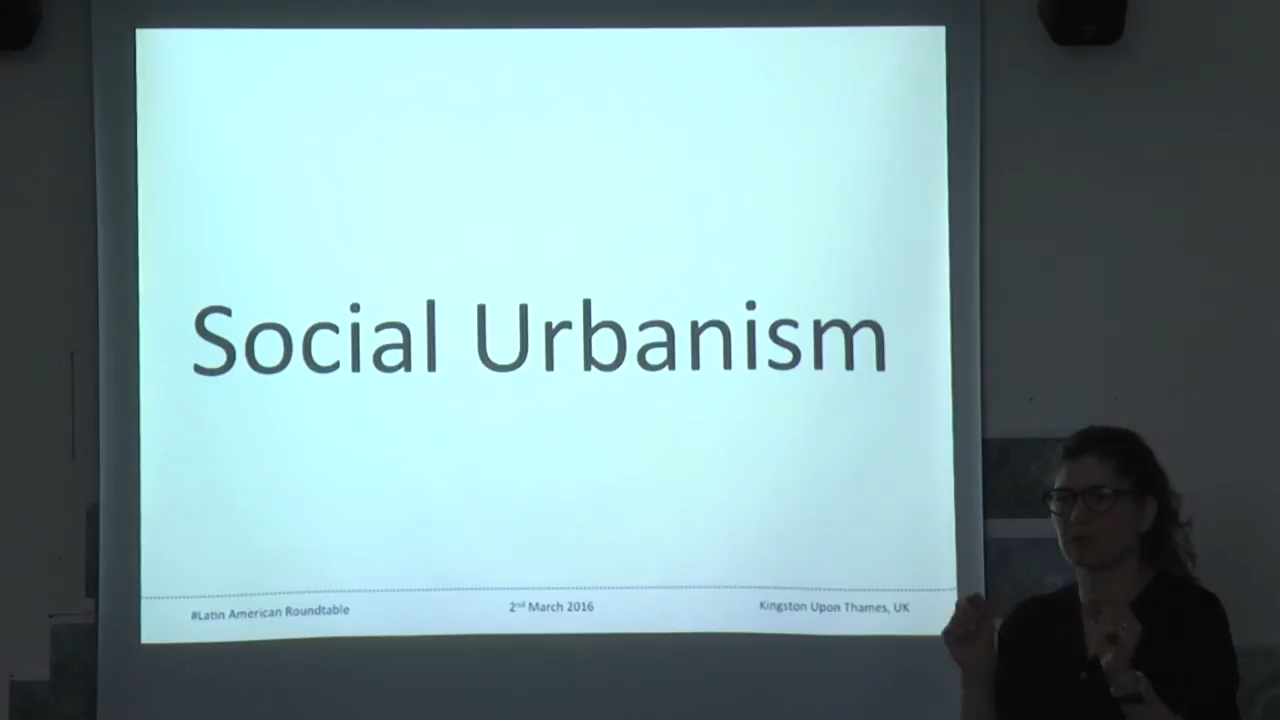 Social Urbanism
#Latin American Roundtable
2nd March 2016
Kingston Upon Thames, UK